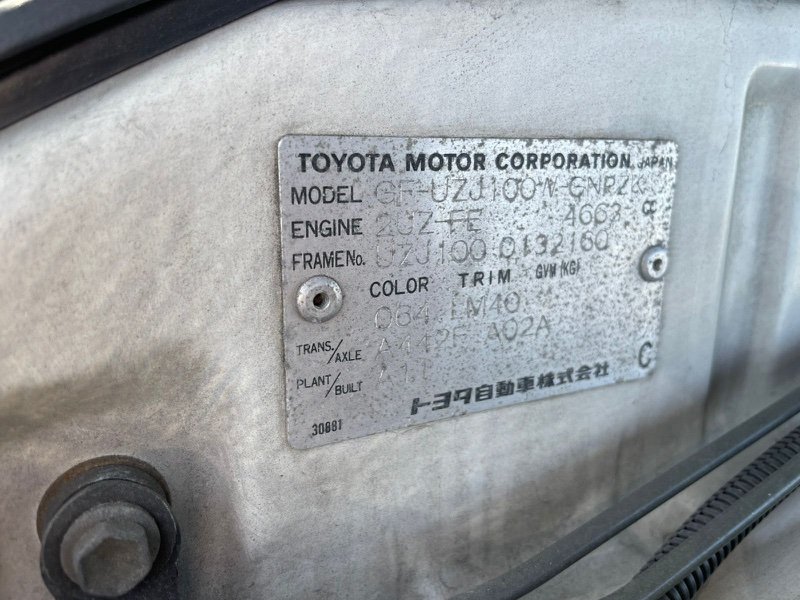 TOYOTA MOTOR CORPORATION JAPAN
MODEL GF-UZJ100W-GNPZK
ENGINE 2UZ-FE 4663
FRAME No. UZJ100 0132160
COLOR TRIM GVW (KG)
064 LM40
TRANS./AXLE A442F A02A
PLANT/BUILT A11
C
トヨタ自動車株式会社
30881